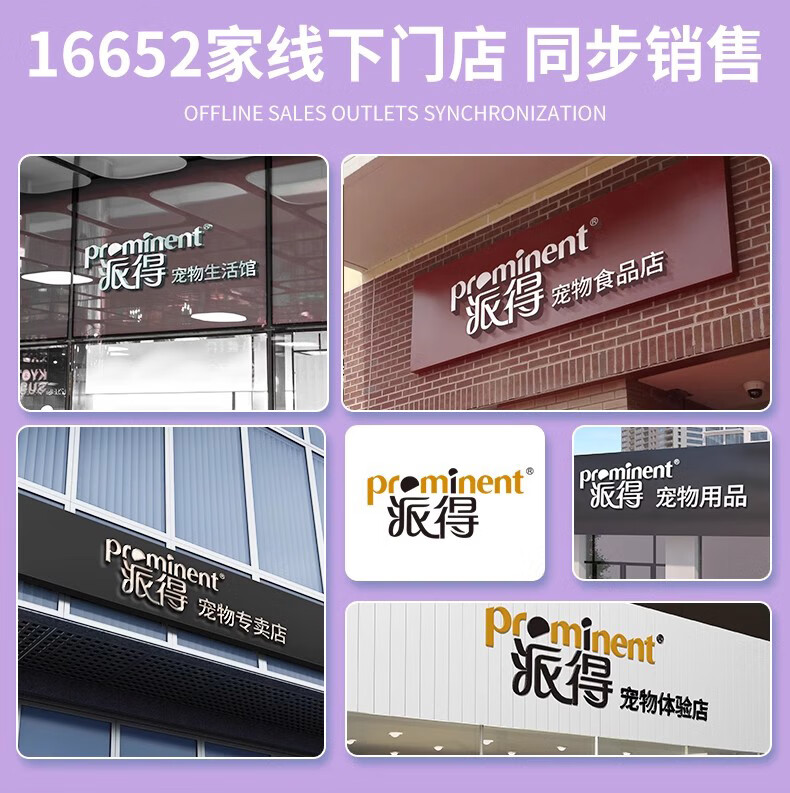 16652家线下门店 同步销售
OFFLINE SALES OUTLETS SYNCHRONIZATION
prominent®
派得 宠物生活馆
prominent®
派得 宠物食品店
prominent®
派得 宠物专卖店
prominent®
派得
prominent®
派得 宠物用品
prominent®
派得 宠物体验店